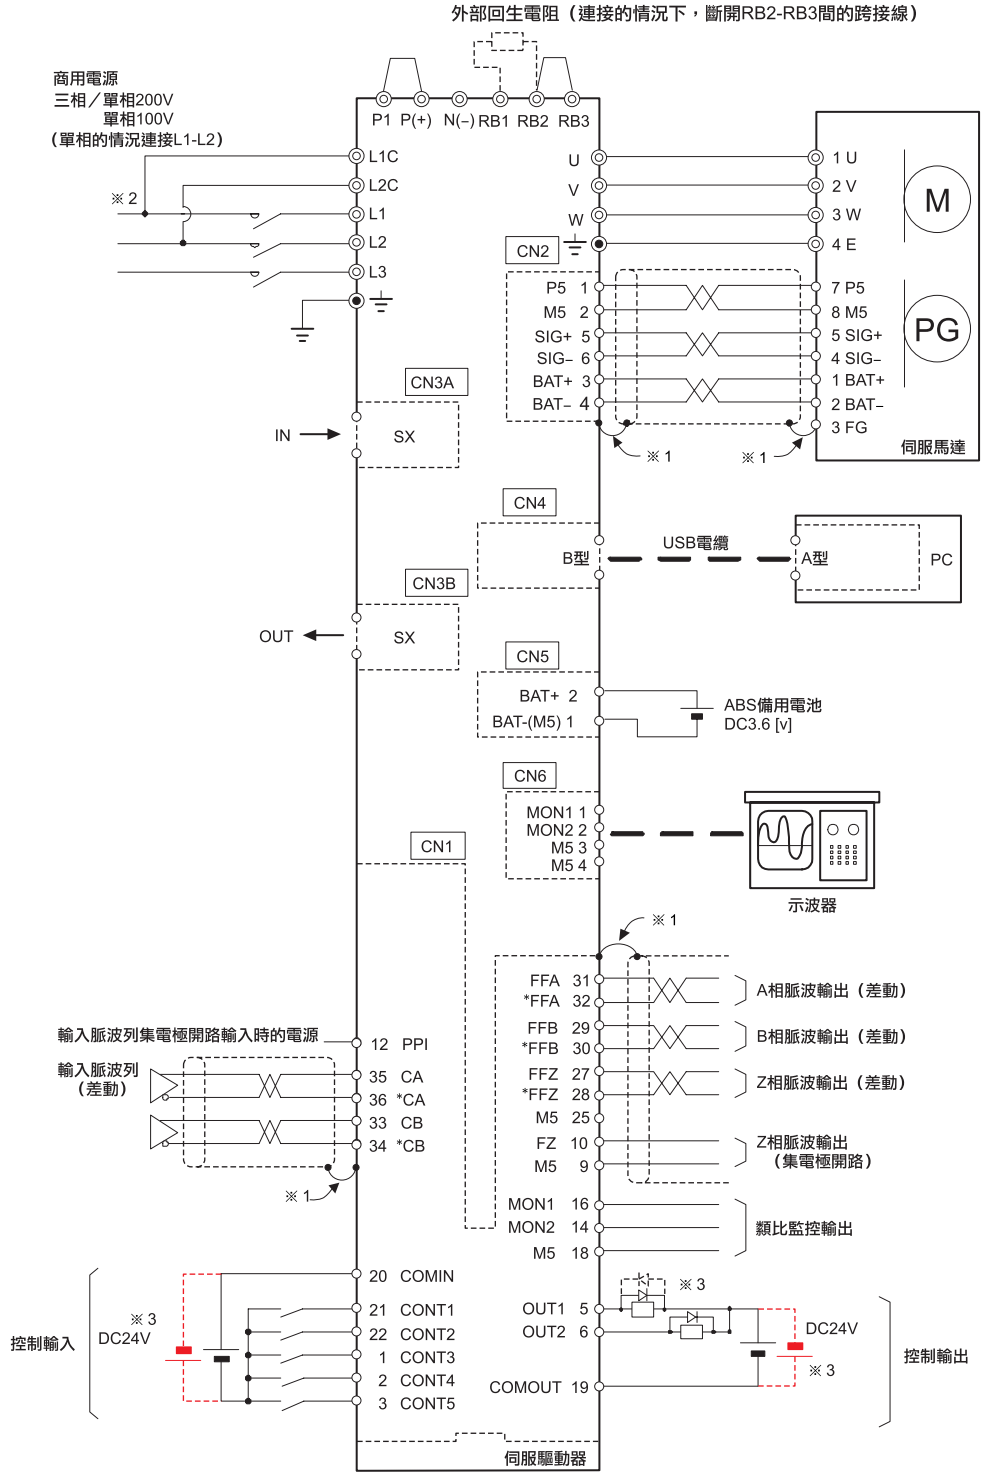 外部回生電阻（連接的情況下，斷開RB2-RB3間的跨接線）
商用電源
三相／單相200V
單相100V
（單相的情況連接L1-L2）
P1 P(+) N(–) RB1 RB2 RB3
L1C
L2C
※ 2
L1
L2
L3
U
V
W
1 U
2 V
3 W
4 E
M
CN2
P5 1
M5 2
SIG+ 5
SIG– 6
BAT+ 3
BAT– 4
7 P5
8 M5
5 SIG+
4 SIG–
1 BAT+
2 BAT–
3 FG
PG
伺服馬達
※ 1
※ 1
CN3A
IN
SX
CN4
B型
USB電纜
A型
PC
CN3B
OUT
SX
CN5
BAT+ 2
BAT-(M5) 1
ABS備用電池
DC3.6 [v]
CN6
MON1 1
MON2 2
M5 3
M5 4
示波器
CN1
※ 1
FFA 31
*FFA 32
A相脈波輸出（差動）
FFB 29
*FFB 30
B相脈波輸出（差動）
FFZ 27
*FFZ 28
Z相脈波輸出（差動）
M5 25
FZ 10
M5 9
Z相脈波輸出
（集電極開路）
MON1 16
MON2 14
M5 18
類比監控輸出
輸入脈波列集電極開路輸入時的電源
12 PPI
輸入脈波列
（差動）
35 CA
36 *CA
33 CB
34 *CB
※ 1
控制輸入
※ 3
DC24V
20 COMIN
21 CONT1
22 CONT2
1 CONT3
2 CONT4
3 CONT5
※ 3
OUT1 5
OUT2 6
COMOUT 19
DC24V
※ 3
控制輸出
伺服驅動器